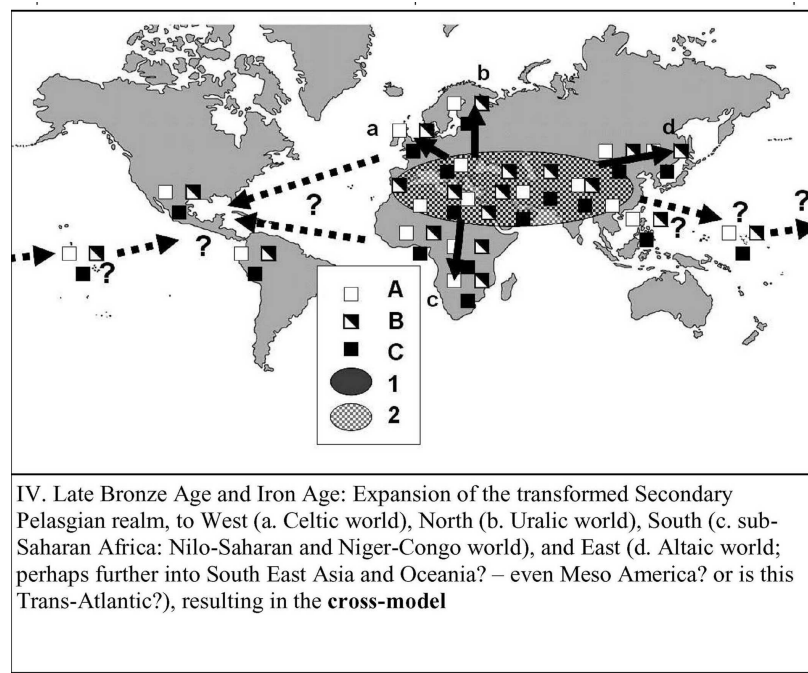 b
a
d
?
?
?
?
?
?
c
A
B
C
1
2
IV. Late Bronze Age and Iron Age: Expansion of the transformed Secondary
Pelasgian realm, to West (a. Celtic world), North (b. Uralic world), South (c. sub-
Saharan Africa: Nilo-Saharan and Niger-Congo world), and East (d. Altaic world;
perhaps further into South East Asia and Oceania? – even Meso America? or is this
Trans-Atlantic?), resulting in the cross-model